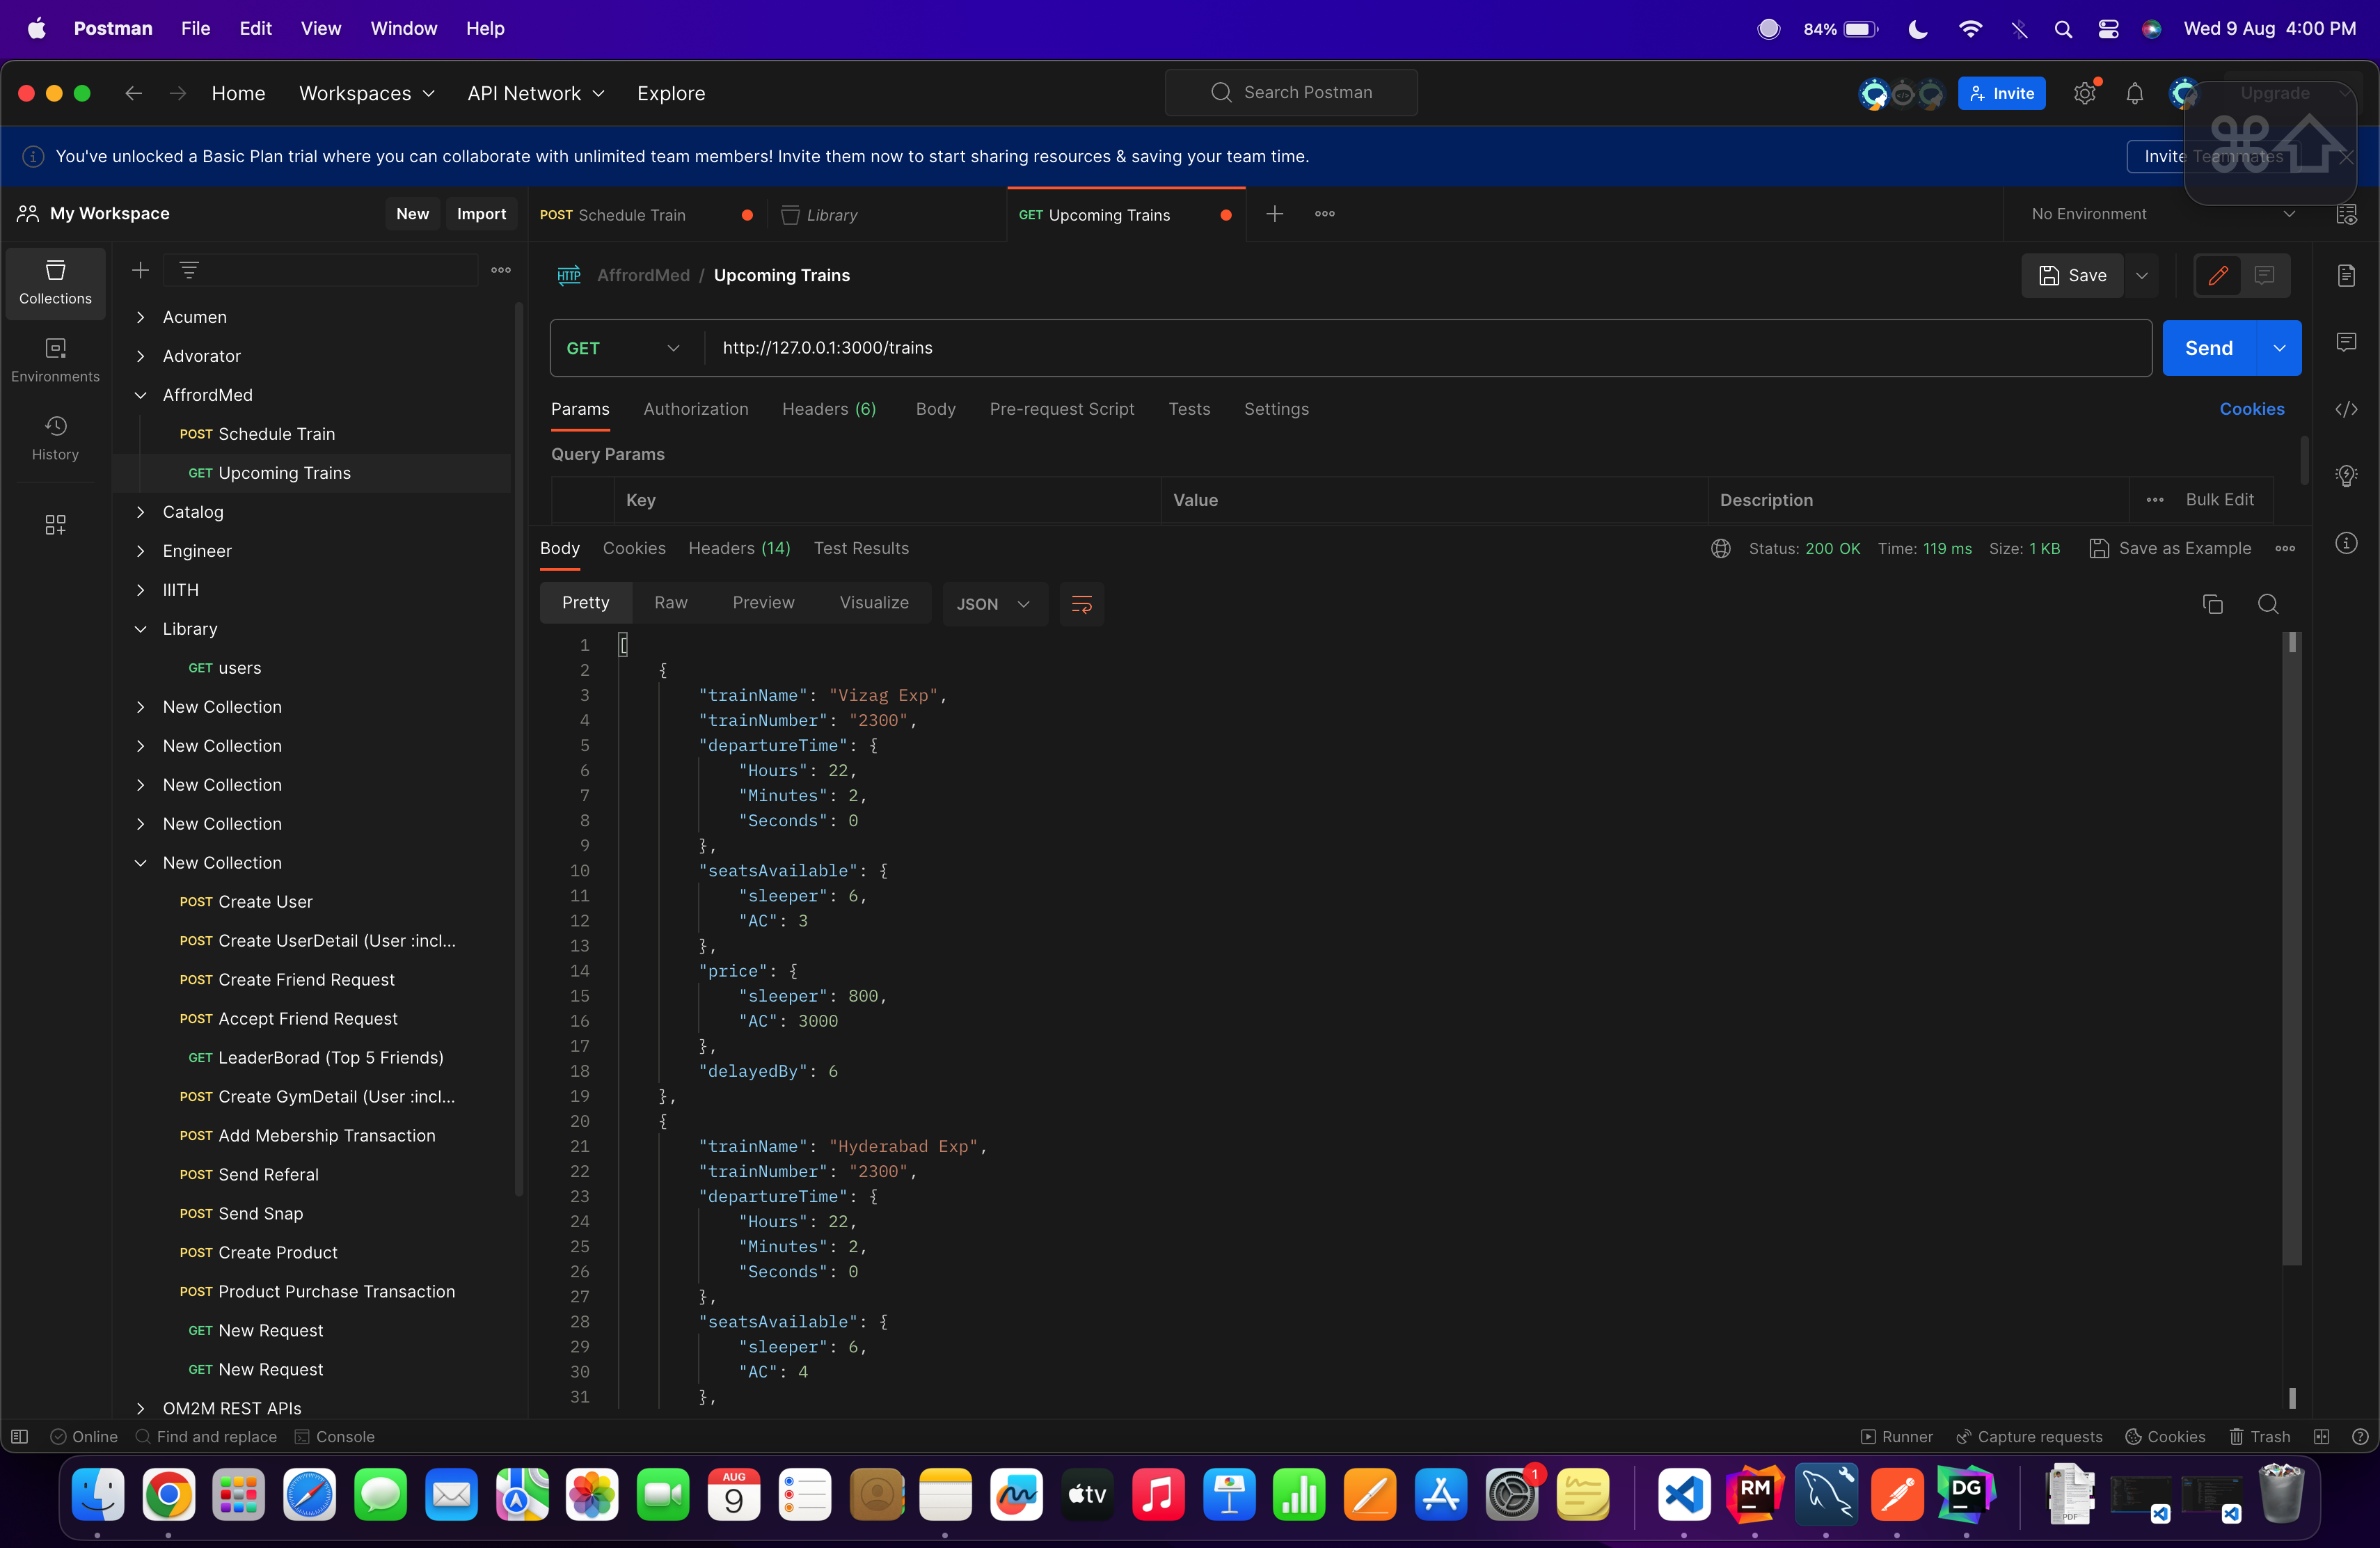 Postman File Edit View Window Help
84% Wed 9 Aug 4:00 PM
Home Workspaces API Network Explore
Search Postman
Invite
Upgrade
You've unlocked a Basic Plan trial where you can collaborate with unlimited team members! Invite them now to start sharing resources & saving your team time.
Invite Teammates
My Workspace New Import
POST Schedule Train
Library
GET Upcoming Trains
No Environment
Collections
Environments
History
Acumen
Advorator
AffrordMed
POST Schedule Train
GET Upcoming Trains
Catalog
Engineer
IIITH
Library
GET users
New Collection
New Collection
New Collection
New Collection
New Collection
POST Create User
POST Create UserDetail (User :incl...
POST Create Friend Request
POST Accept Friend Request
GET LeaderBorad (Top 5 Friends)
POST Create GymDetail (User :incl...
POST Add Mebership Transaction
POST Send Referal
POST Send Snap
POST Create Product
POST Product Purchase Transaction
GET New Request
GET New Request
OM2M REST APIs
HTTP AffrordMed / Upcoming Trains
Save
GET http://127.0.0.1:3000/trains
Send
Params Authorization Headers (6) Body Pre-request Script Tests Settings
Cookies
Query Params
Key Value Description Bulk Edit
Body Cookies Headers (14) Test Results
Status: 200 OK Time: 119 ms Size: 1 KB Save as Example
Pretty Raw Preview Visualize JSON
1 [
2 {
3 "trainName": "Vizag Exp",
4 "trainNumber": "2300",
5 "departureTime": {
6 "Hours": 22,
7 "Minutes": 2,
8 "Seconds": 0
9 },
10 "seatsAvailable": {
11 "sleeper": 6,
12 "AC": 3
13 },
14 "price": {
15 "sleeper": 800,
16 "AC": 3000
17 },
18 "delayedBy": 6
19 },
20 {
21 "trainName": "Hyderabad Exp",
22 "trainNumber": "2300",
23 "departureTime": {
24 "Hours": 22,
25 "Minutes": 2,
26 "Seconds": 0
27 },
28 "seatsAvailable": {
29 "sleeper": 6,
30 "AC": 4
31 },
Online Find and replace Console
Runner Capture requests Cookies Trash
AUG
9
tv
1
RM
DG
PDF